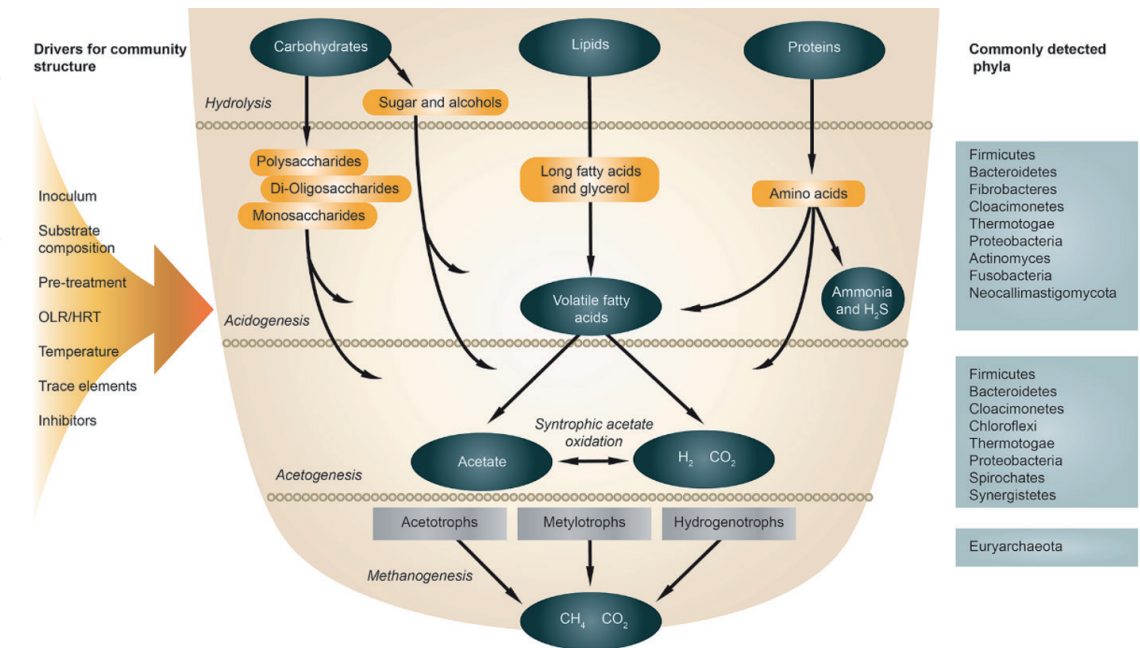 Drivers for community
structure
Inoculum
Substrate
composition
Pre-treatment
OLR/HRT
Temperature
Trace elements
Inhibitors
Carbohydrates
Lipids
Proteins
Hydrolysis
Sugar and alcohols
Polysaccharides
Di-Oligosaccharides
Monosaccharides
Long fatty acids
and glycerol
Amino acids
Acidogenesis
Volatile fatty
acids
Ammonia
and H₂S
Syntrophic acetate
oxidation
Acetate
H₂ CO₂
Acetogenesis
Acetotrophs
Metylotrophs
Hydrogenotrophs
Methanogenesis
CH₄ CO₂
Commonly detected
phyla
Firmicutes
Bacteroidetes
Fibrobacteres
Cloacimonetes
Thermotogae
Proteobacteria
Actinomyces
Fusobacteria
Neocallimastigomycota
Firmicutes
Bacteroidetes
Cloacimonetes
Chloroflexi
Thermotogae
Proteobacteria
Spirochates
Synergistetes
Euryarchaeota